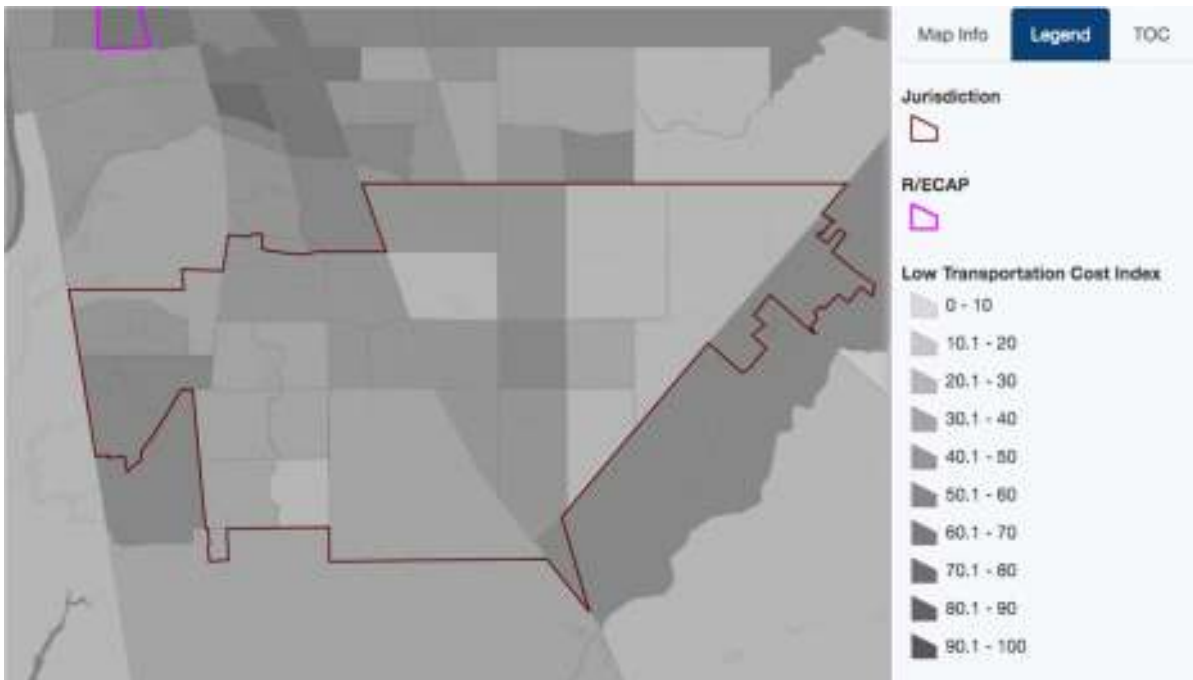 Map Info Legend TOC
Jurisdiction
R/ECAP
Low Transportation Cost Index
0 - 10
10.1 - 20
20.1 - 30
30.1 - 40
40.1 - 50
50.1 - 60
60.1 - 70
70.1 - 80
80.1 - 90
90.1 - 100